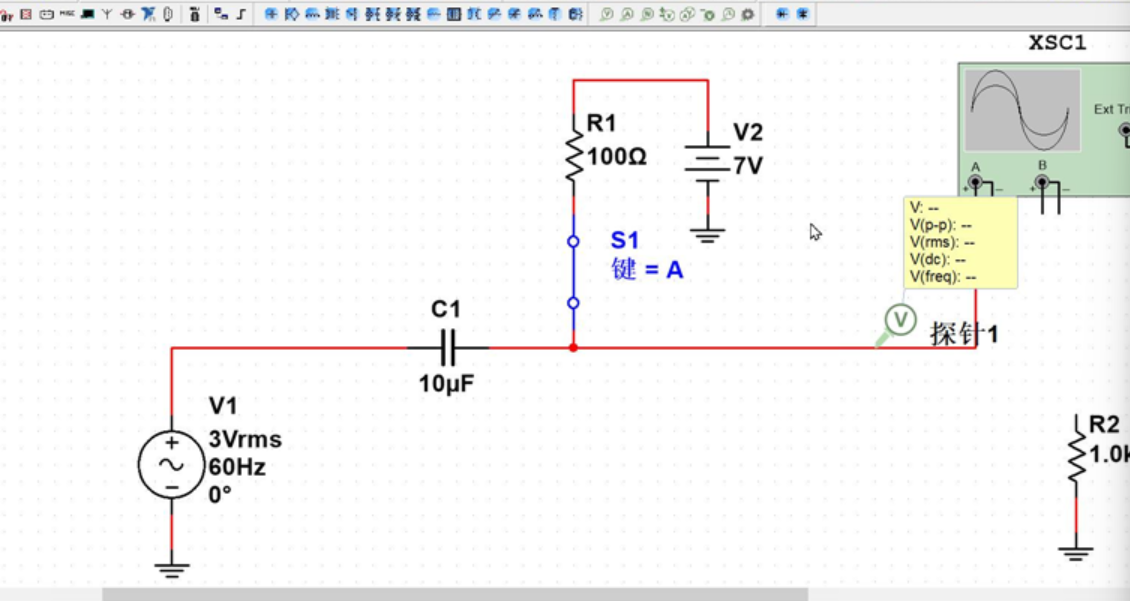 XSC1
Ext Tr
A
B
R1
100Ω
V2
7V
V: --
V(p-p): --
V(rms): --
V(dc): --
V(freq): --
S1
键 = A
V
探针1
C1
10µF
V1
3Vrms
60Hz
0°
R2
1.0k